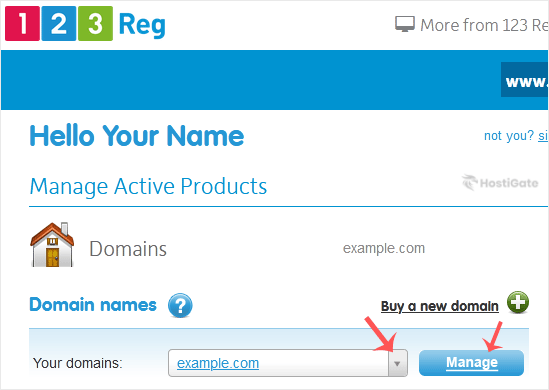 1 2 3 Reg
More from 123 Re
www.
Hello Your Name
not you? si
Manage Active Products
HostiGate
Domains
example.com
Domain names ?
Buy a new domain
Your domains:
example.com
Manage